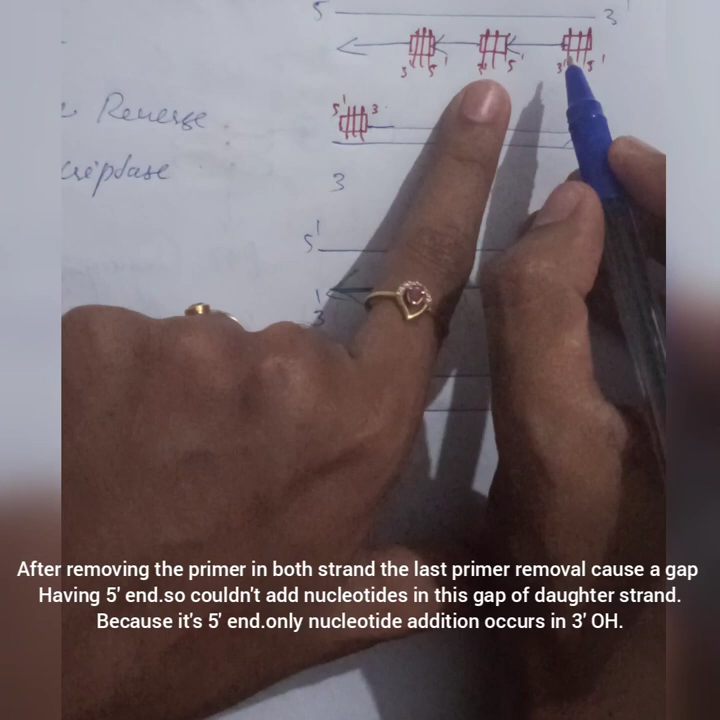 5 3'
3 5' 5' 3' 5'
5' 3'
Reverse
3
5'
3
After removing the primer in both strand the last primer removal cause a gap
Having 5' end.so couldn't add nucleotides in this gap of daughter strand.
Because it's 5' end.only nucleotide addition occurs in 3' OH.